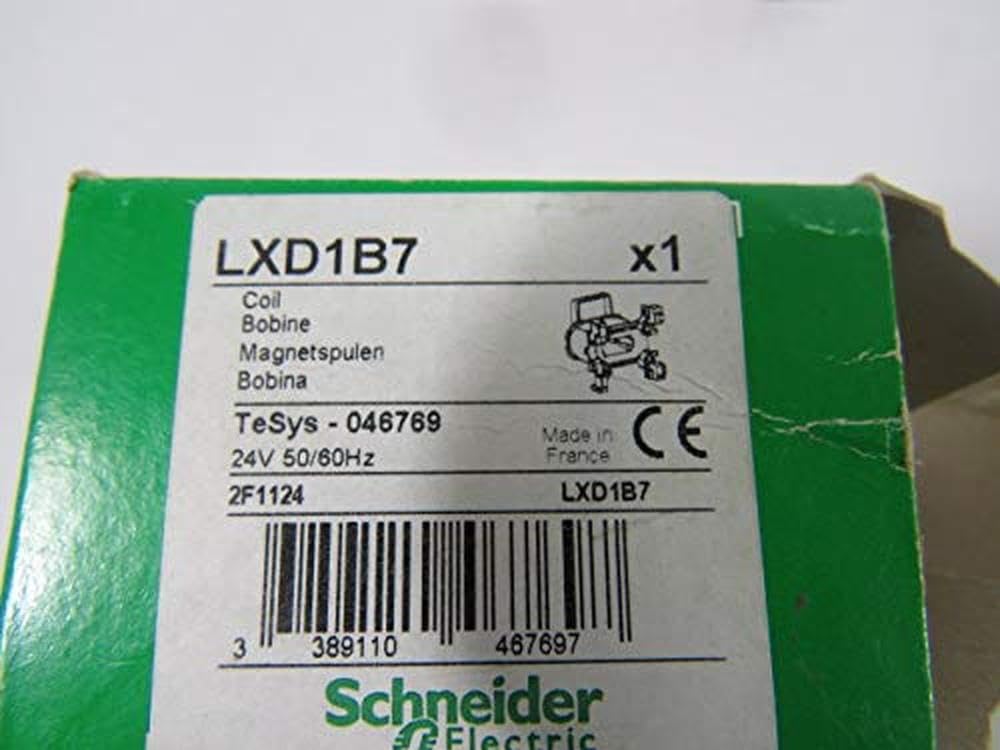 LXD1B7 x1
Coil
Bobine
Magnetspulen
Bobina
TeSys - 046769
24V 50/60Hz
Made in
France
CE
2F1124 LXD1B7
3 389110 467697
Schneider
Electric